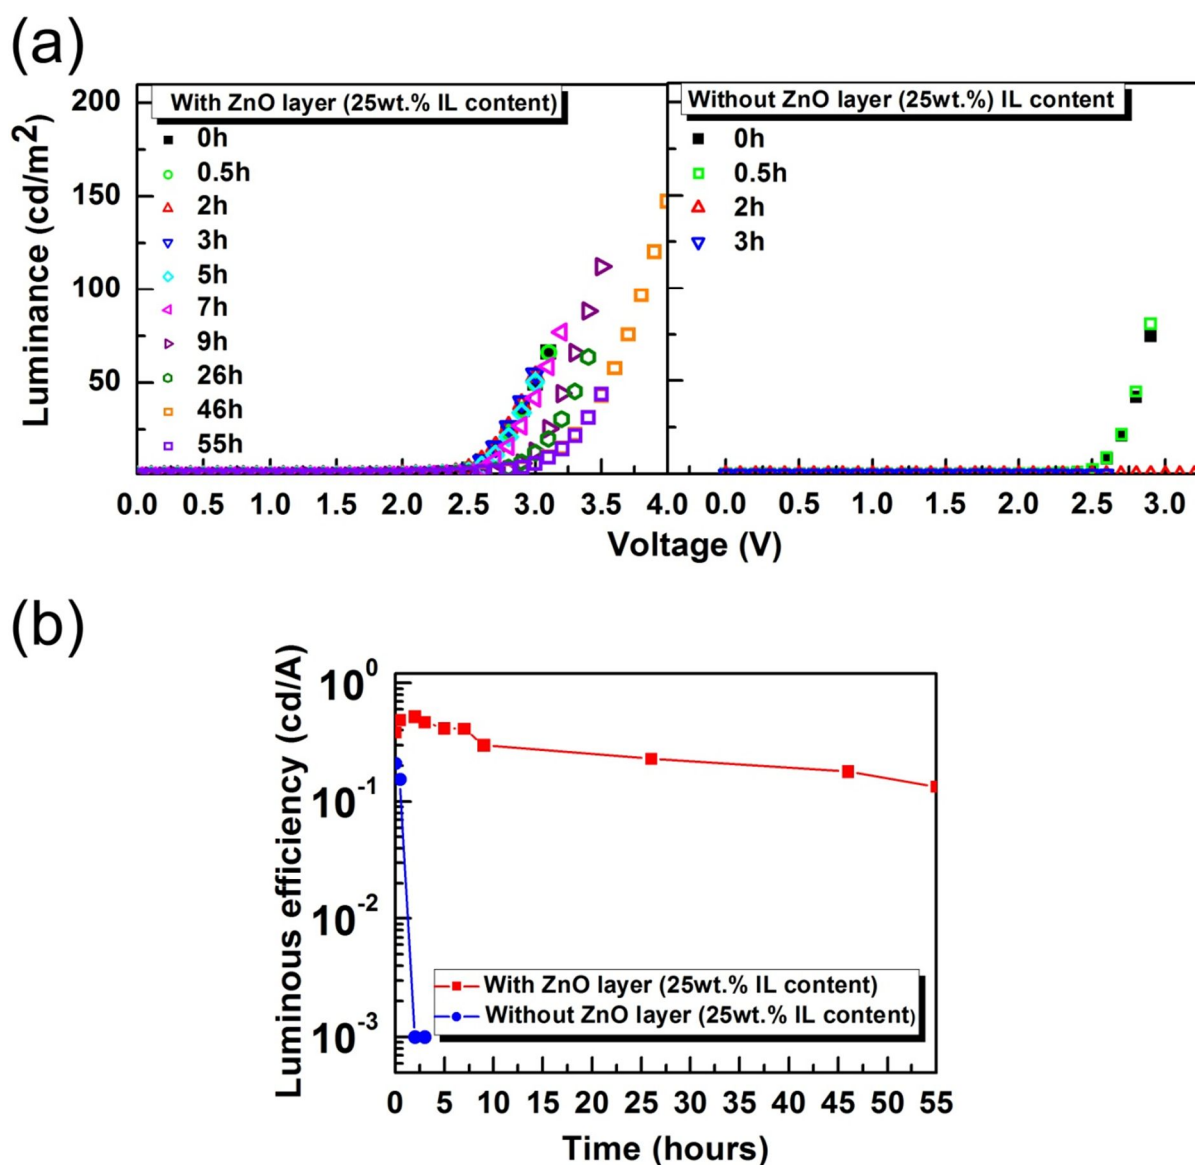 (a)
With ZnO layer (25wt.% IL content)
0h
0.5h
2h
3h
5h
7h
9h
26h
46h
55h
Without ZnO layer (25wt.%) IL content
0h
0.5h
2h
3h
Luminance (cd/m²)
200
150
100
50
0.0 0.5 1.0 1.5 2.0 2.5 3.0 3.5 4.0 0.0 0.5 1.0 1.5 2.0 2.5 3.0
Voltage (V)
(b)
Luminous efficiency (cd/A)
10⁰
10⁻¹
10⁻²
10⁻³
With ZnO layer (25wt.% IL content)
Without ZnO layer (25wt.% IL content)
0 5 10 15 20 25 30 35 40 45 50 55
Time (hours)